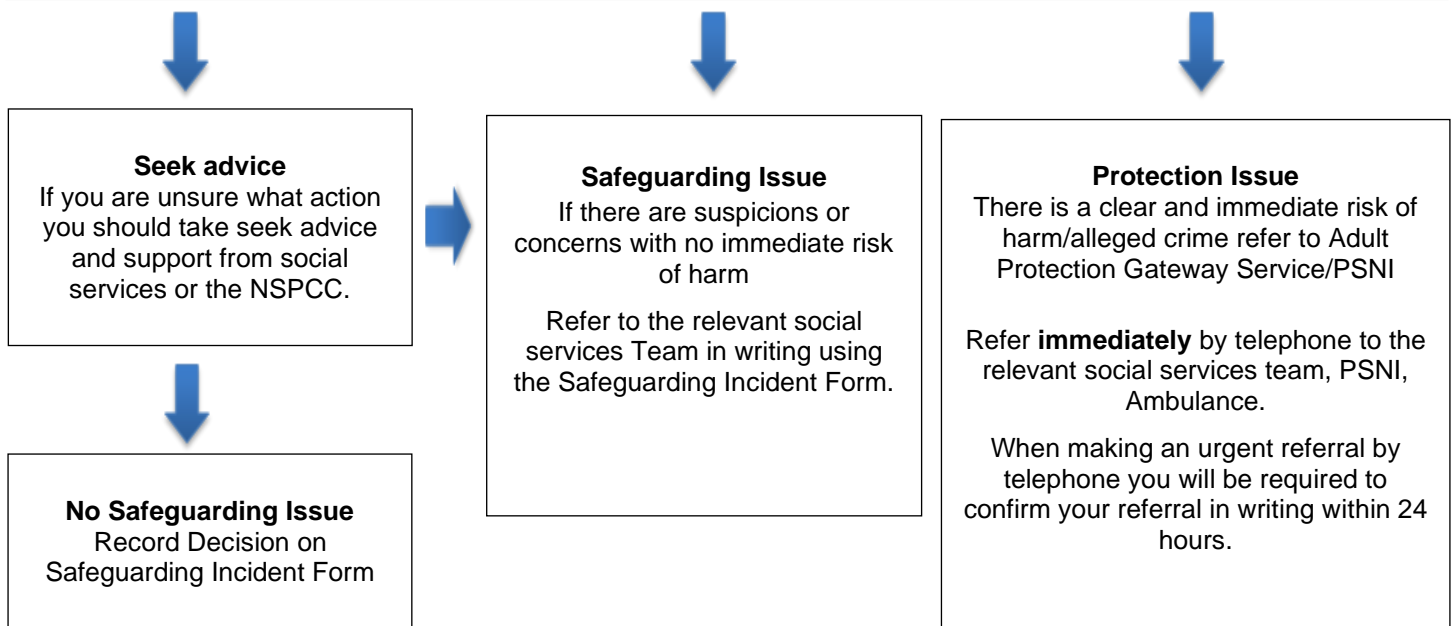 Seek advice
If you are unsure what action
you should take seek advice
and support from social
services or the NSPCC.
No Safeguarding Issue
Record Decision on
Safeguarding Incident Form
Safeguarding Issue
If there are suspicions or
concerns with no immediate risk
of harm
Refer to the relevant social
services Team in writing using
the Safeguarding Incident Form.
Protection Issue
There is a clear and immediate risk of
harm/alleged crime refer to Adult
Protection Gateway Service/PSNI
Refer immediately by telephone to the
relevant social services team, PSNI,
Ambulance.
When making an urgent referral by
telephone you will be required to
confirm your referral in writing within 24
hours.